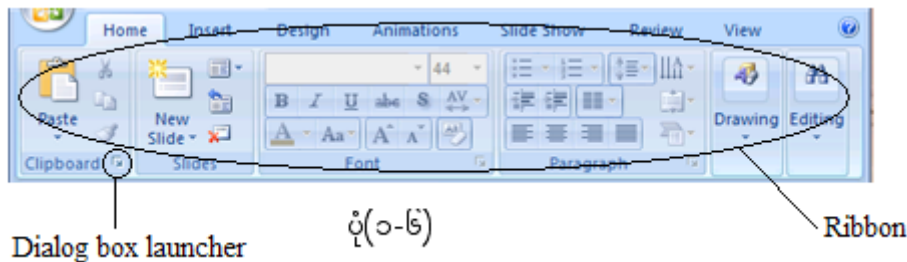 Home Insert Design Animations Slide Show Review View
44
B I U abe S AV
Paste New Slide A Aa A A Drawing Editing
Clipboard Slides Font Paragraph
ပုံ(၁-၆)
Ribbon
Dialog box launcher